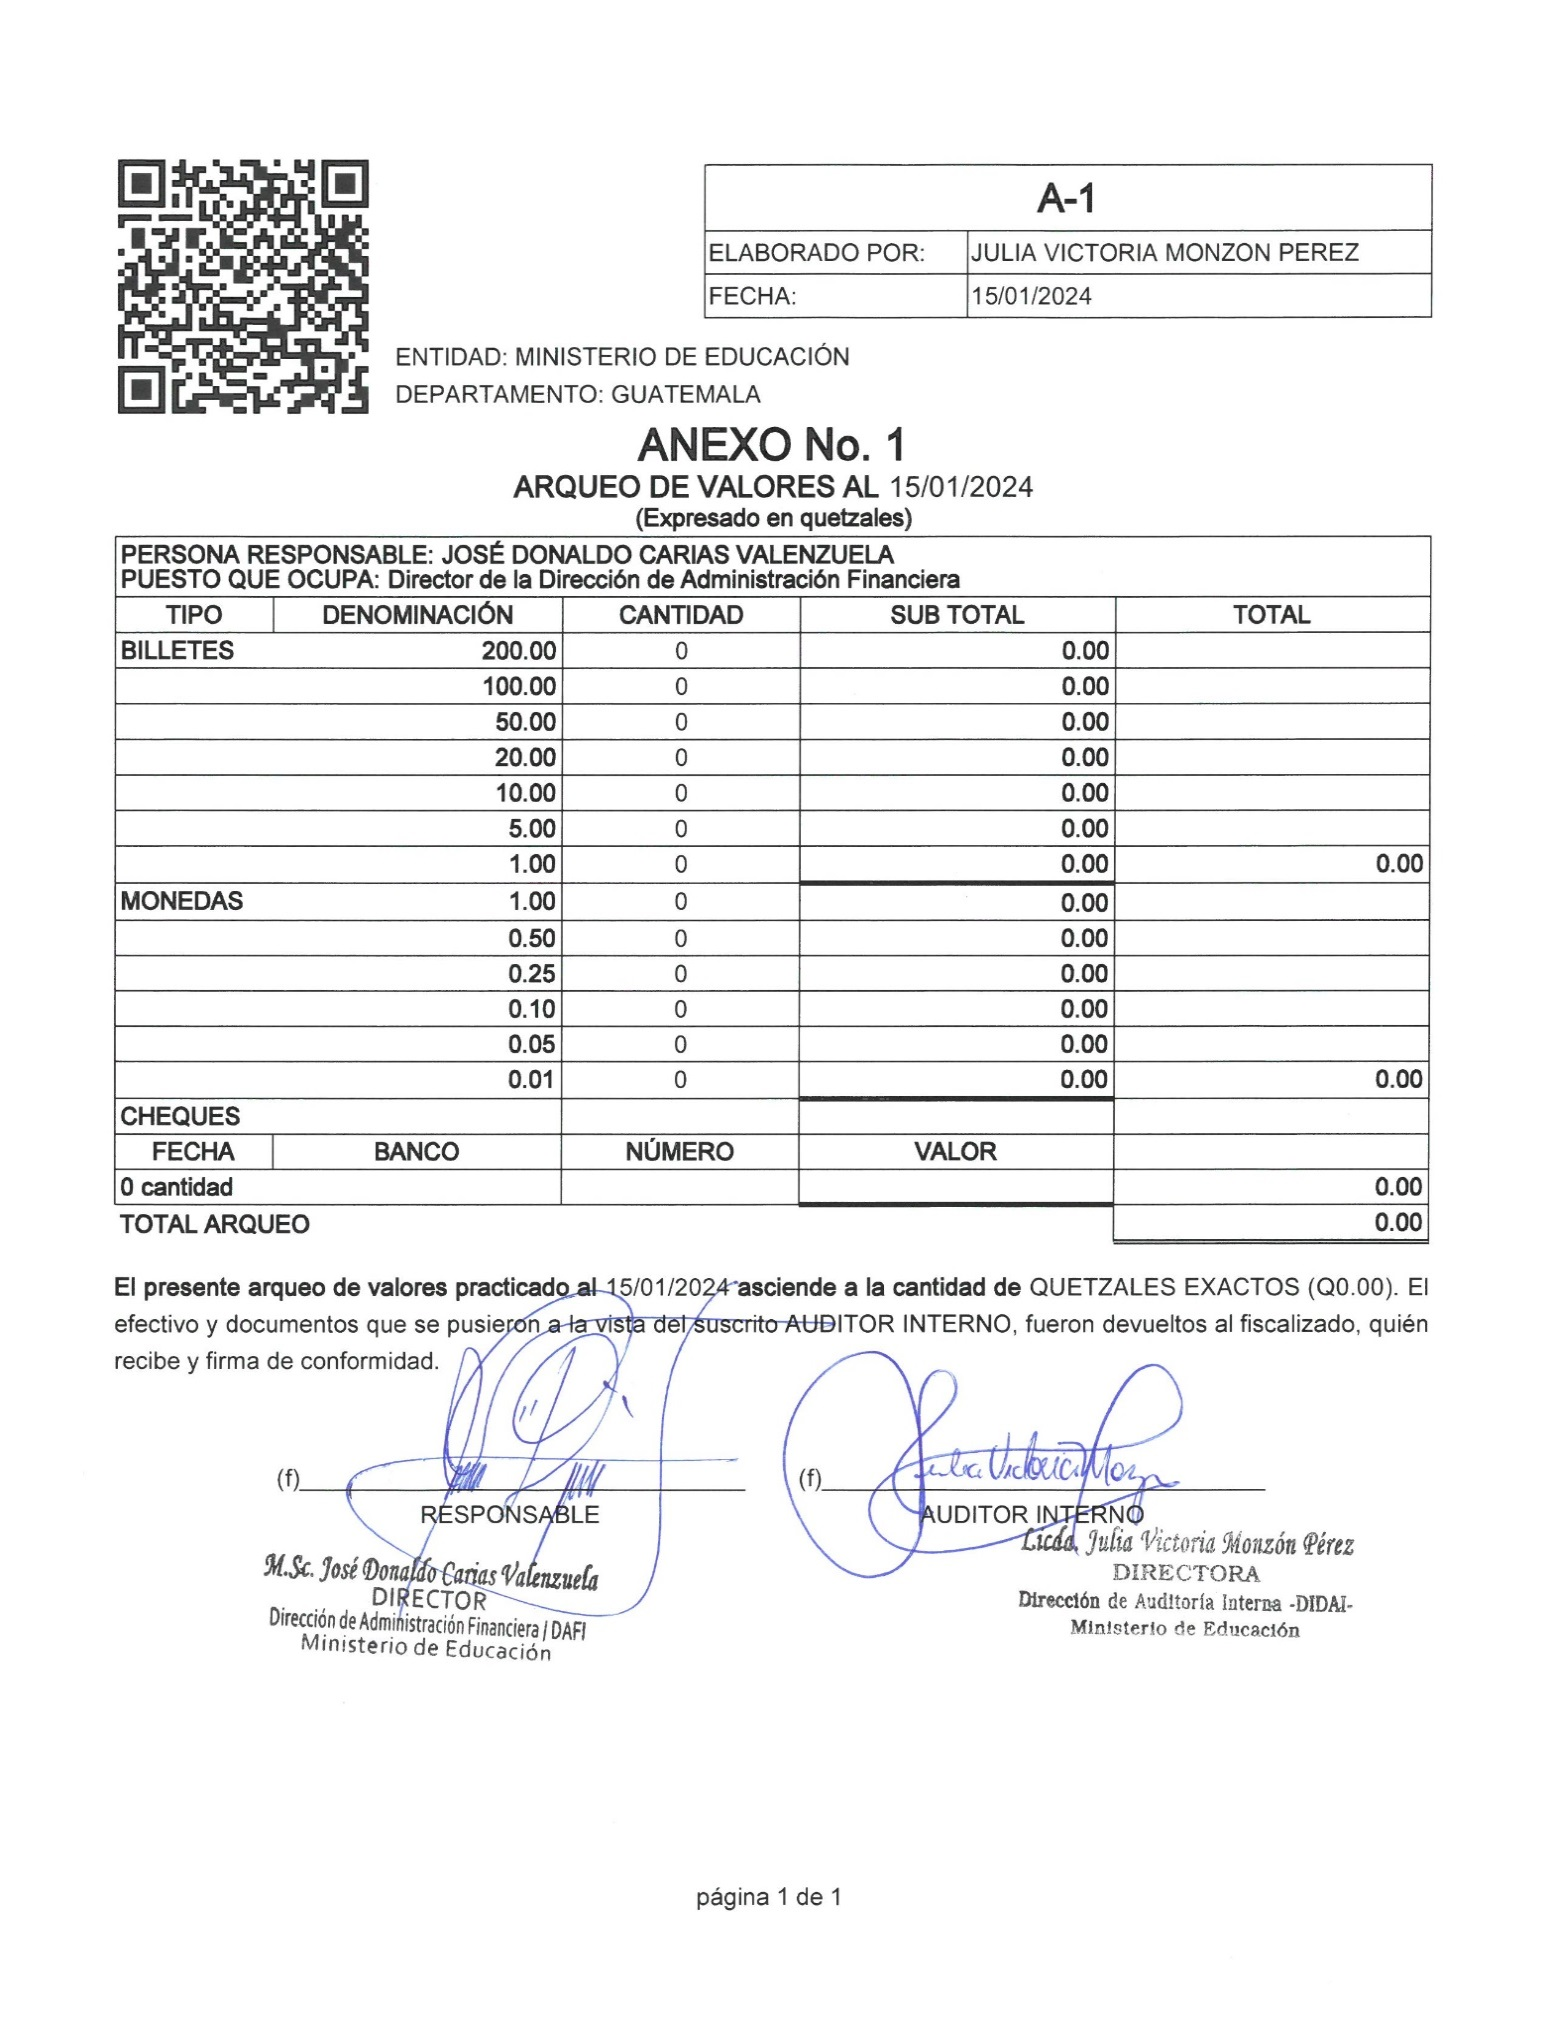 A-1
ELABORADO POR: JULIA VICTORIA MONZON PEREZ
FECHA: 15/01/2024
ENTIDAD: MINISTERIO DE EDUCACIÓN
DEPARTAMENTO: GUATEMALA
ANEXO No. 1
ARQUEO DE VALORES AL 15/01/2024
(Expresado en quetzales)
PERSONA RESPONSABLE: JOSÉ DONALDO CARIAS VALENZUELA
PUESTO QUE OCUPA: Director de la Dirección de Administración Financiera
TIPO DENOMINACIÓN CANTIDAD SUB TOTAL TOTAL
BILLETES 200.00 0 0.00
100.00 0 0.00
50.00 0 0.00
20.00 0 0.00
10.00 0 0.00
5.00 0 0.00
1.00 0 0.00 0.00
MONEDAS 1.00 0 0.00
0.50 0 0.00
0.25 0 0.00
0.10 0 0.00
0.05 0 0.00
0.01 0 0.00 0.00
CHEQUES
FECHA BANCO NÚMERO VALOR
0 cantidad 0.00
TOTAL ARQUEO 0.00
El presente arqueo de valores practicado al 15/01/2024 asciende a la cantidad de QUETZALES EXACTOS (Q0.00). El
efectivo y documentos que se pusieron a la vista del suscrito AUDITOR INTERNO, fueron devueltos al fiscalizado, quién
recibe y firma de conformidad.
(f) (f) Julia Victoria Monzón
RESPONSABLE AUDITOR INTERNO
M.Sc. José Donaldo Carias Valenzuela
DIRECTOR
Dirección de Administración Financiera / DAFI
Ministerio de Educación
Licda. Julia Victoria Monzón Pérez
DIRECTORA
Dirección de Auditoría Interna -DIDAI-
Ministerio de Educación
página 1 de 1